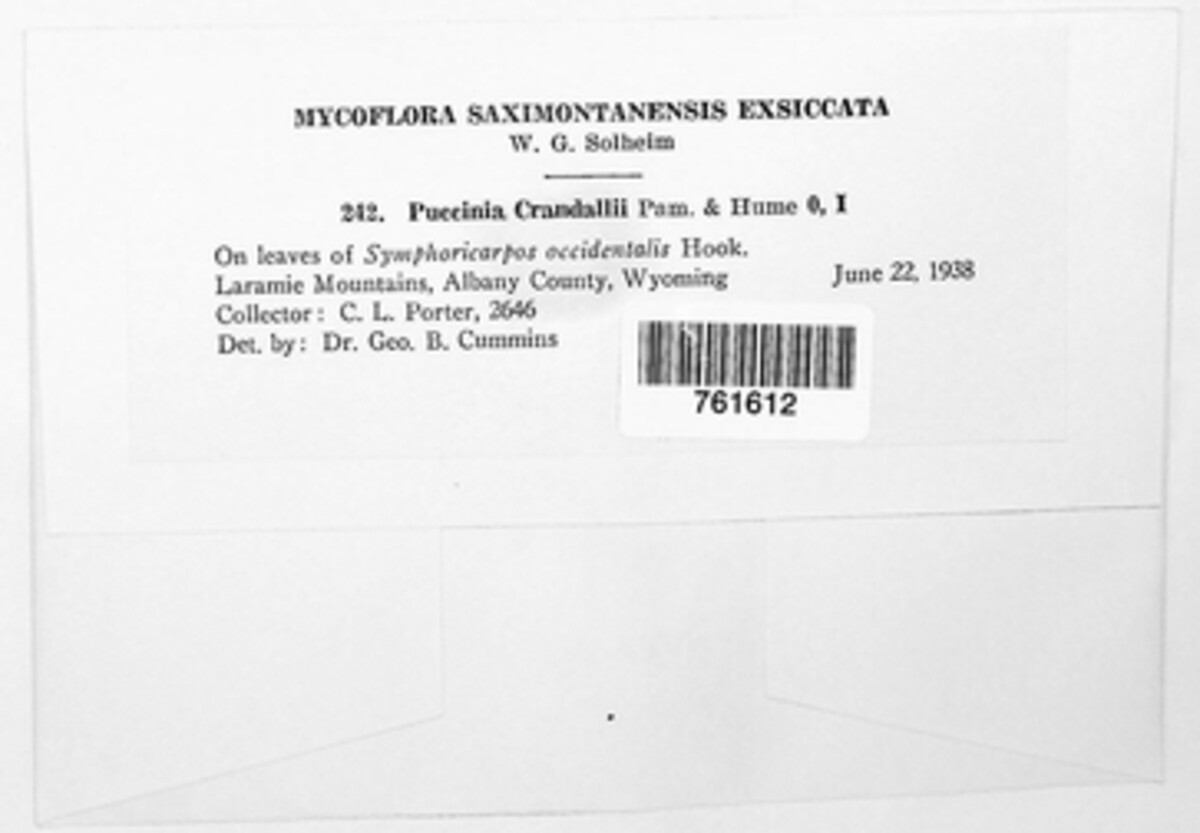 MYCOFLORA SAXIMONTANENSIS EXSICCATA
W. G. Solheim
242. Puccinia Crandallii Pam. & Hume 0, I
On leaves of Symphoricarpos occidentalis Hook.
Laramie Mountains, Albany County, Wyoming June 22, 1938
Collector: C. L. Porter, 2646
Det. by: Dr. Geo. B. Cummins
761612